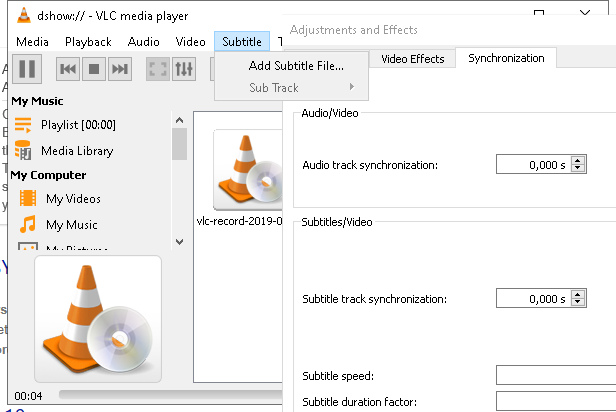 dshow:// - VLC media player
Media Playback Audio Video Subtitle T
Add Subtitle File...
Sub Track
My Music
Playlist [00:00]
Media Library
My Computer
My Videos
My Music
My Pictures
vlc-record-2019-0
00:04
Adjustments and Effects
Video Effects
Synchronization
Audio/Video
Audio track synchronization:
0,000 s
Subtitles/Video
Subtitle track synchronization:
0,000 s
Subtitle speed:
Subtitle duration factor: